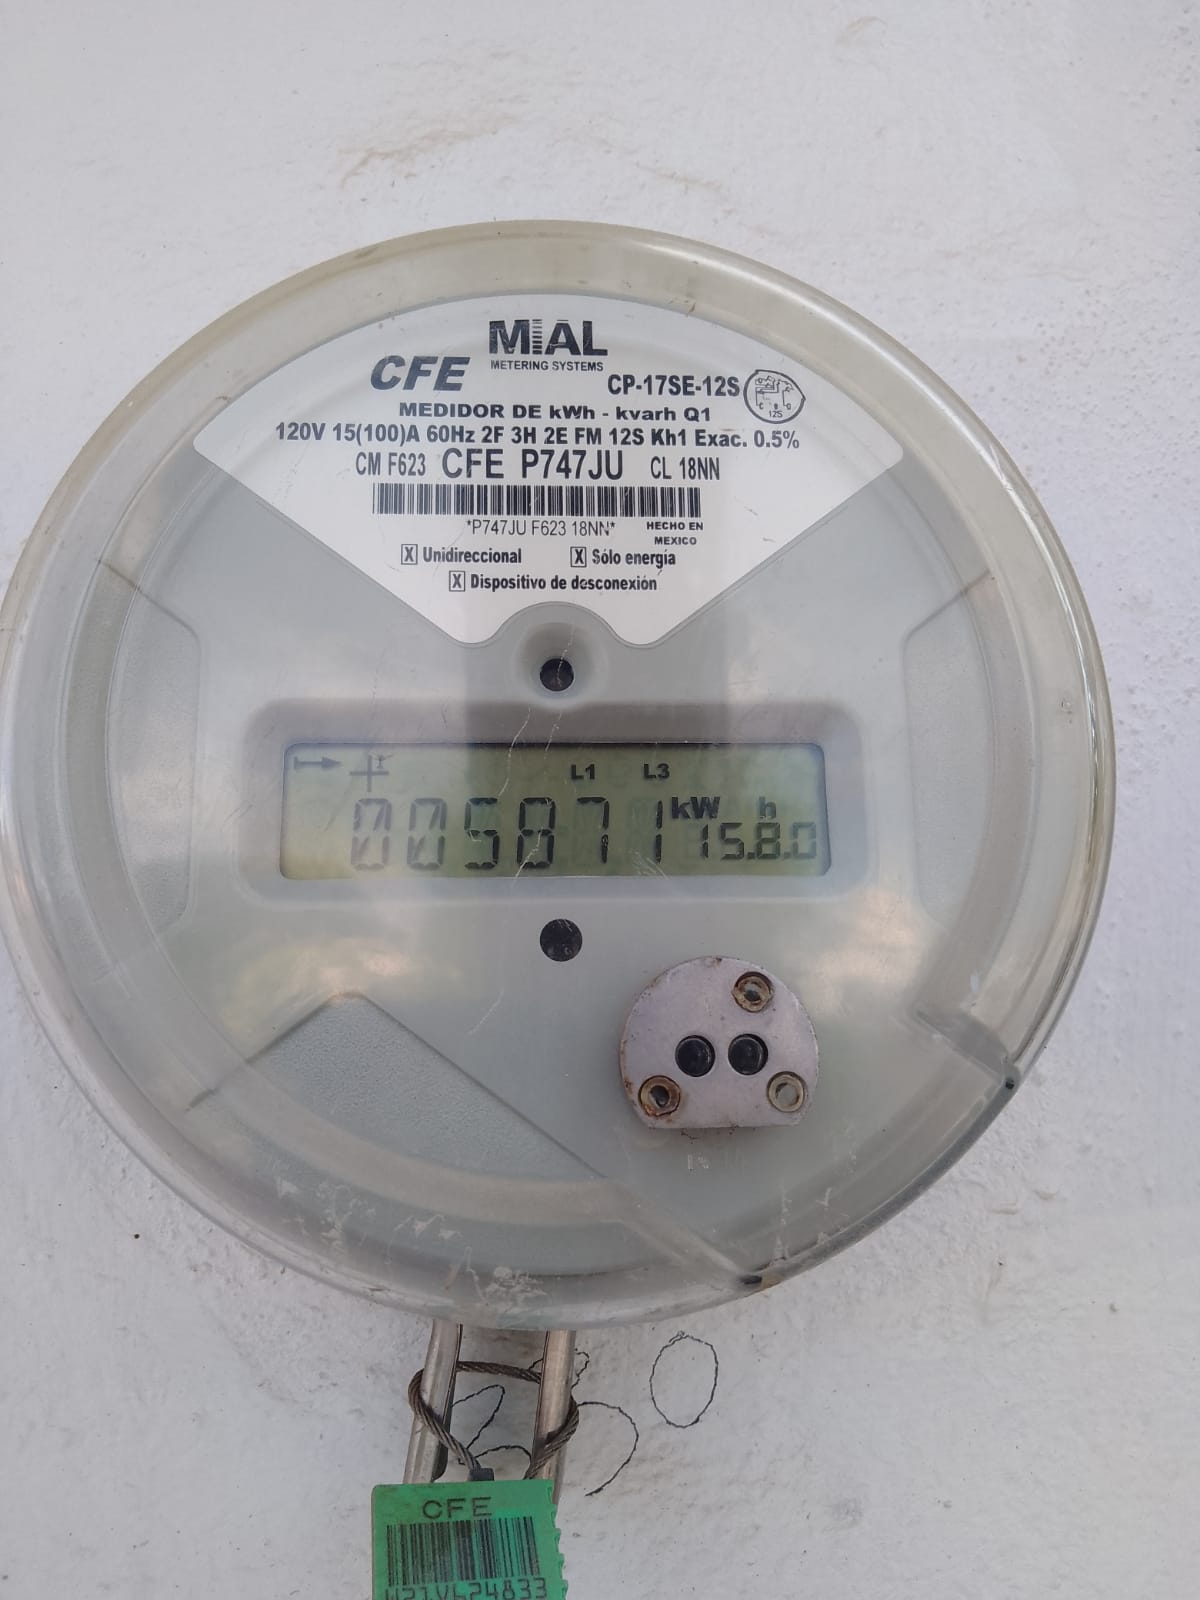 MIAL
METERING SYSTEMS
CFE
CP-17SE-12S
12S
MEDIDOR DE kWh - kvarh Q1
120V 15(100)A 60Hz 2F 3H 2E FM 12S Kh1 Exac. 0.5%
CM F623 CFE P747JU CL 18NN
*P747JU F623 18NN*
HECHO EN
MEXICO
X Unidireccional X Sólo energía
X Dispositivo de desconexión
L1 L3
005871 kW h 15.8.0
CFE